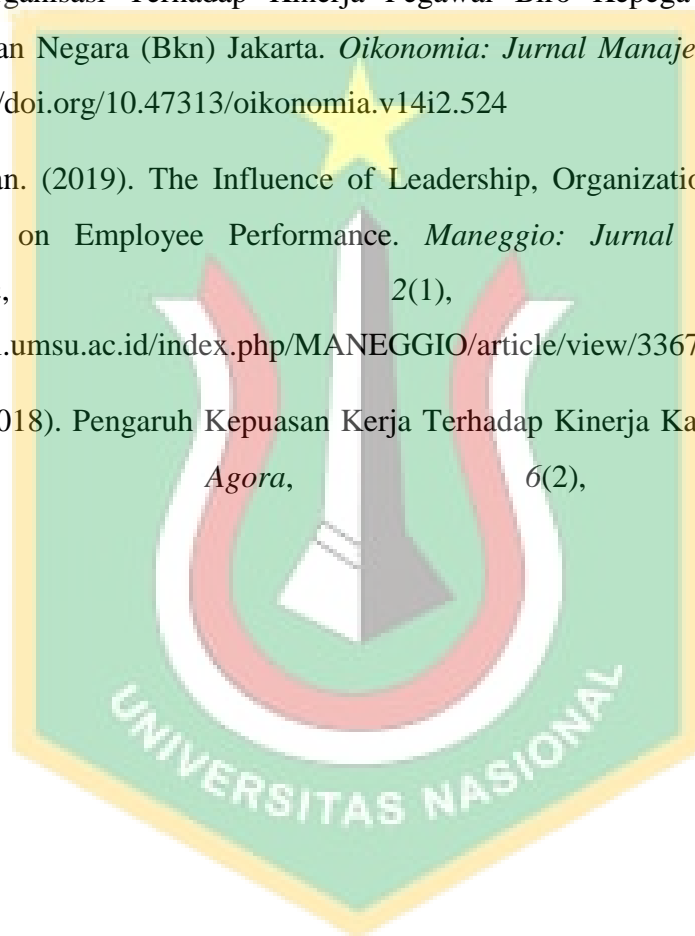 Organisasi Terhadap Kinerja Pegawai Biro Kepega
an Negara (Bkn) Jakarta. Oikonomia: Jurnal Manaje
/doi.org/10.47313/oikonomia.v14i2.524
an. (2019). The Influence of Leadership, Organizatio
on Employee Performance. Maneggio: Jurnal
, 2(1),
l.umsu.ac.id/index.php/MANEGGIO/article/view/3367
018). Pengaruh Kepuasan Kerja Terhadap Kinerja Ka
Agora, 6(2),
UNIVERSITAS NASIONAL